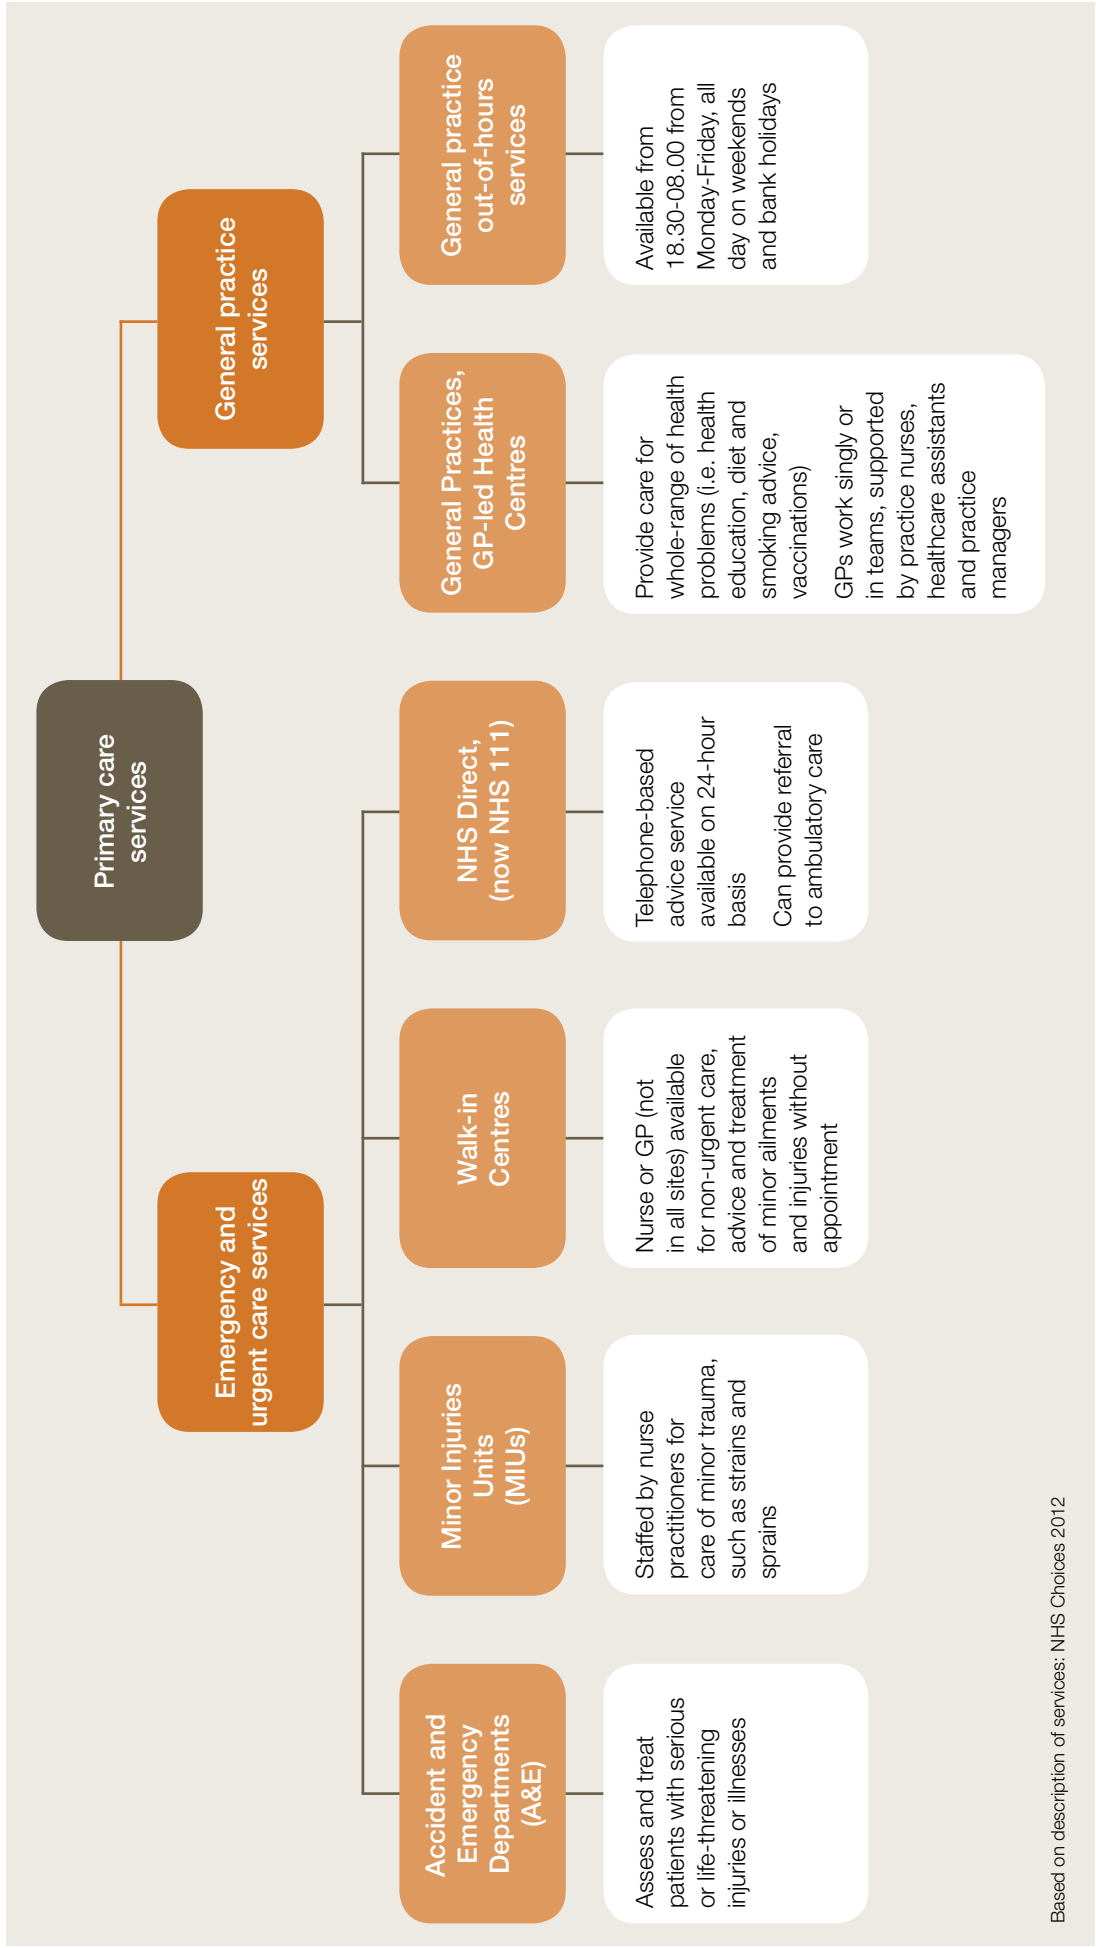 Primary care
services
Emergency and
urgent care services
General practice
services
Accident and
Emergency
Departments
(A&E)
Minor Injuries
Units
(MIUs)
Walk-in
Centres
NHS Direct,
(now NHS 111)
General Practices,
GP-led Health
Centres
General practice
out-of-hours
services
Assess and treat
patients with serious
or life-threatening
injuries or illnesses
Staffed by nurse
practitioners for
care of minor trauma,
such as strains and
sprains
Nurse or GP (not
in all sites) available
for non-urgent care,
advice and treatment
of minor ailments
and injuries without
appointment
Telephone-based
advice service
available on 24-hour
basis
Can provide referral
to ambulatory care
Provide care for
whole-range of health
problems (i.e. health
education, diet and
smoking advice,
vaccinations)
GPs work singly or
in teams, supported
by practice nurses,
healthcare assistants
and practice
managers
Available from
18.30-08.00 from
Monday-Friday, all
day on weekends
and bank holidays
Based on description of services: NHS Choices 2012